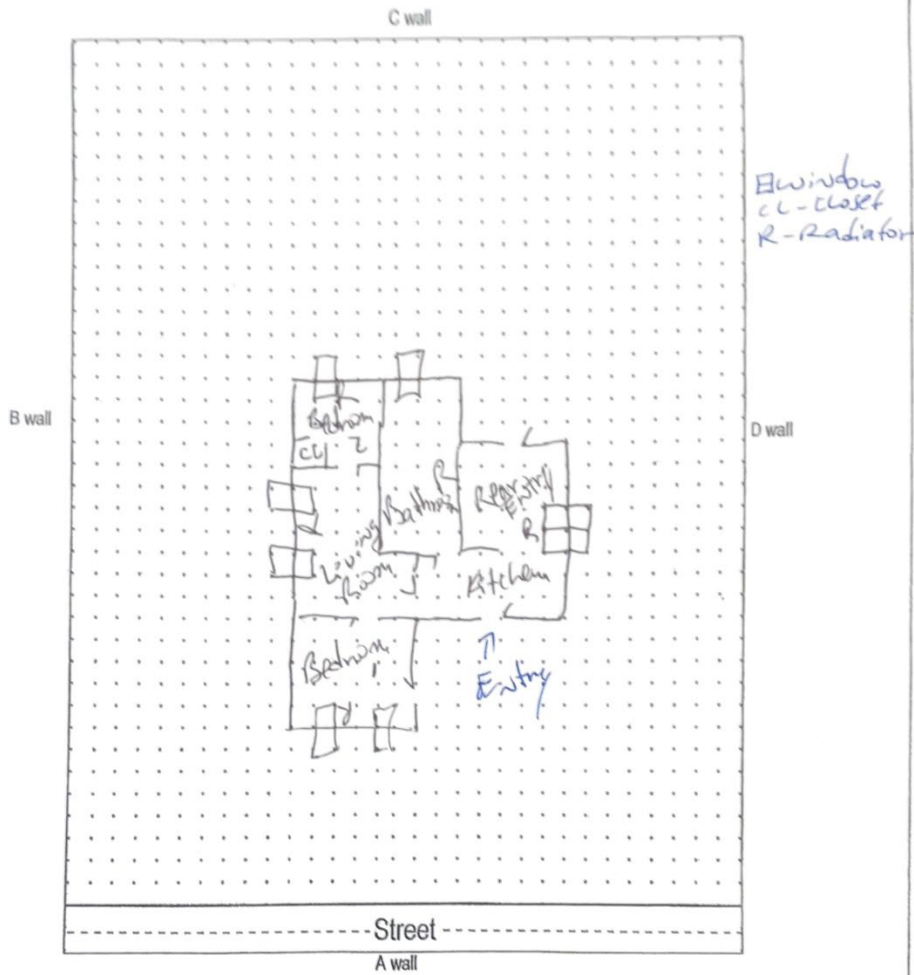 C wall
window
CL - Closet
R - Radiator
B wall
D wall
Bedroom
CL 2
Living
Room
Bathroom
R
Rear
Entry
R
Kitchen
Bedroom
1
Entry
Street
A wall